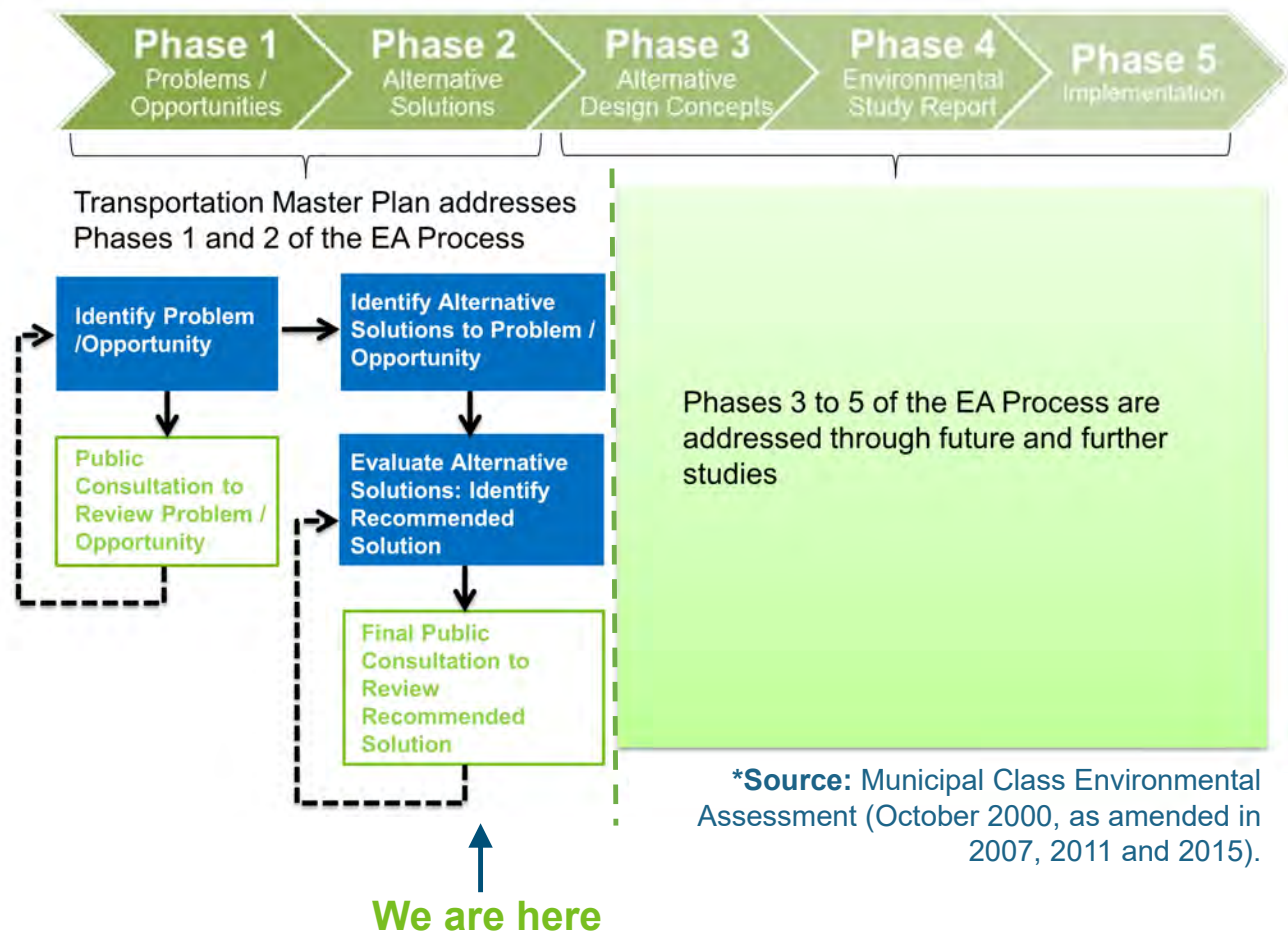 Phase 1
Problems /
Opportunities
Phase 2
Alternative
Solutions
Phase 3
Alternative
Design Concepts
Phase 4
Environmental
Study Report
Phase 5
Implementation
Transportation Master Plan addresses
Phases 1 and 2 of the EA Process
Identify Problem
/Opportunity
Identify Alternative
Solutions to Problem /
Opportunity
Public
Consultation to
Review Problem /
Opportunity
Evaluate Alternative
Solutions: Identify
Recommended
Solution
Final Public
Consultation to
Review
Recommended
Solution
Phases 3 to 5 of the EA Process are
addressed through future and further
studies
*Source: Municipal Class Environmental
Assessment (October 2000, as amended in
2007, 2011 and 2015).
We are here